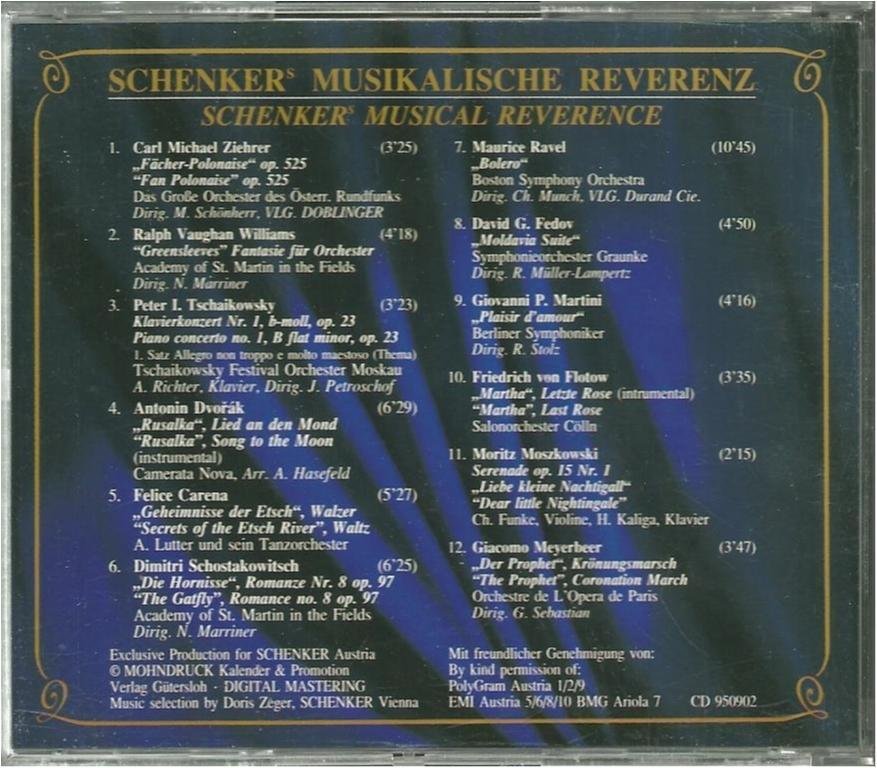 SCHENKERs MUSIKALISCHE REVERENZ
SCHENKERs MUSICAL REVERENCE
1. Carl Michael Ziehrer (3'25)
„Fächer-Polonaise“ op. 525
“Fan Polonaise” op. 525
Das Große Orchester des Österr. Rundfunks
Dirig. M. Schönherr, VLG. DOBLINGER
2. Ralph Vaughan Williams (4'18)
“Greensleeves” Fantasie für Orchester
Academy of St. Martin in the Fields
Dirig. N. Marriner
3. Peter I. Tschaikowsky (3'23)
Klavierkonzert Nr. 1, b-moll, op. 23
Piano concerto no. 1, B flat minor, op. 23
1. Satz Allegro non troppo e molto maestoso (Thema)
Tschaikowsky Festival Orchester Moskau
A. Richter, Klavier, Dirig. J. Petroschof
4. Antonin Dvořák (6'29)
„Rusalka“, Lied an den Mond
“Rusalka”, Song to the Moon
(instrumental)
Camerata Nova, Arr. A. Hasefeld
5. Felice Carena (5'27)
„Geheimnisse der Etsch“, Walzer
“Secrets of the Etsch River”, Waltz
A. Lutter und sein Tanzorchester
6. Dimitri Schostakowitsch (6'25)
„Die Hornisse“, Romanze Nr. 8 op. 97
“The Gatfly”, Romance no. 8 op. 97
Academy of St. Martin in the Fields
Dirig. N. Marriner
7. Maurice Ravel (10'45)
„Bolero“
Boston Symphony Orchestra
Dirig. Ch. Munch, VLG. Durand Cie.
8. David G. Fedov (4'50)
„Moldavia Suite“
Symphonieorchester Graunke
Dirig. R. Müller-Lampertz
9. Giovanni P. Martini (4'16)
„Plaisir d'amour“
Berliner Symphoniker
Dirig. R. Stolz
10. Friedrich von Flotow (3'35)
„Martha“, Letzte Rose (intrumental)
“Martha”, Last Rose
Salonorchester Cölln
11. Moritz Moszkowski (2'15)
Serenade op. 15 Nr. 1
„Liebe kleine Nachtigall“
“Dear little Nightingale”
Ch. Funke, Violine, H. Kaliga, Klavier
12. Giacomo Meyerbeer (3'47)
„Der Prophet“, Krönungsmarsch
“The Prophet”, Coronation March
Orchestre de L'Opera de Paris
Dirig. G. Sebastian
Exclusive Production for SCHENKER Austria
© MOHNDRUCK Kalender & Promotion
Verlag Gütersloh · DIGITAL MASTERING
Music selection by Doris Zeger, SCHENKER Vienna
Mit freundlicher Genehmigung von:
By kind permission of:
PolyGram Austria 1/2/9
EMI Austria 5/6/8/10 BMG Ariola 7 CD 950902